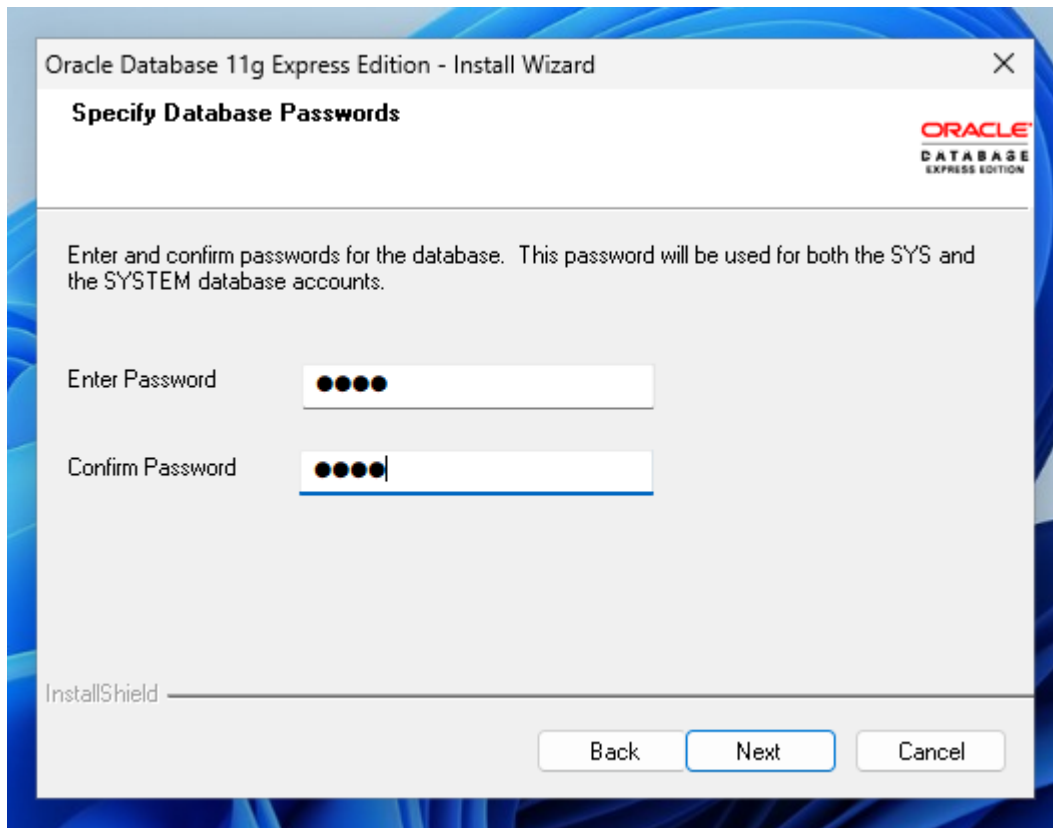 Oracle Database 11g Express Edition - Install Wizard
Specify Database Passwords
ORACLE
DATABASE
EXPRESS EDITION
Enter and confirm passwords for the database.  This password will be used for both the SYS and
the SYSTEM database accounts.
Enter Password
Confirm Password
InstallShield
Back
Next
Cancel